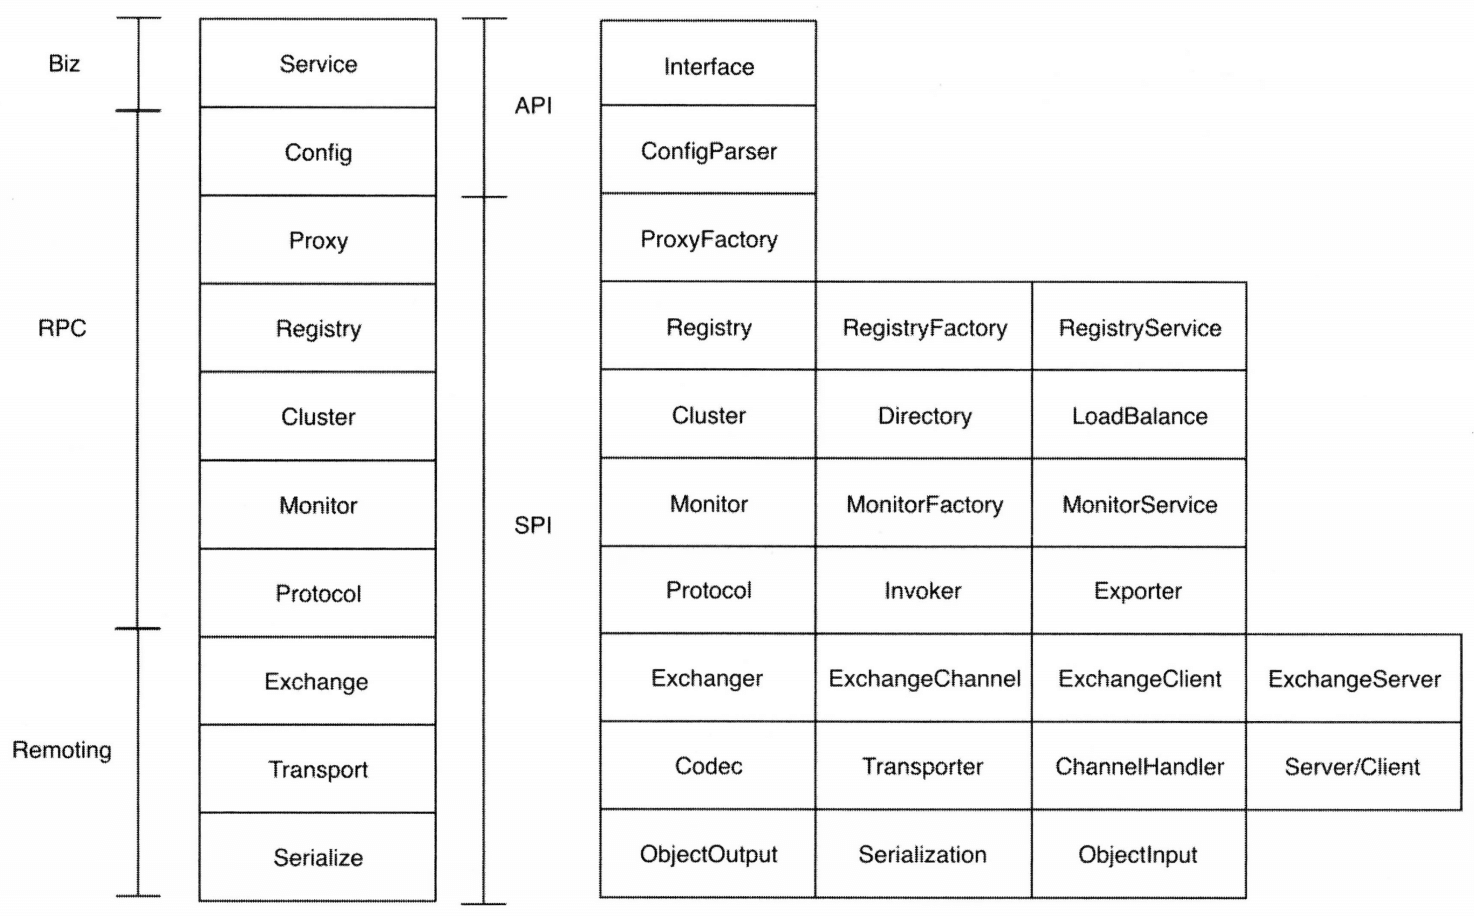 Biz
Service
API
Interface
Config
ConfigParser
Proxy
ProxyFactory
RPC
Registry
Registry
RegistryFactory
RegistryService
Cluster
Cluster
Directory
LoadBalance
Monitor
SPI
Monitor
MonitorFactory
MonitorService
Protocol
Protocol
Invoker
Exporter
Remoting
Exchange
Exchanger
ExchangeChannel
ExchangeClient
ExchangeServer
Transport
Codec
Transporter
ChannelHandler
Server/Client
Serialize
ObjectOutput
Serialization
ObjectInput